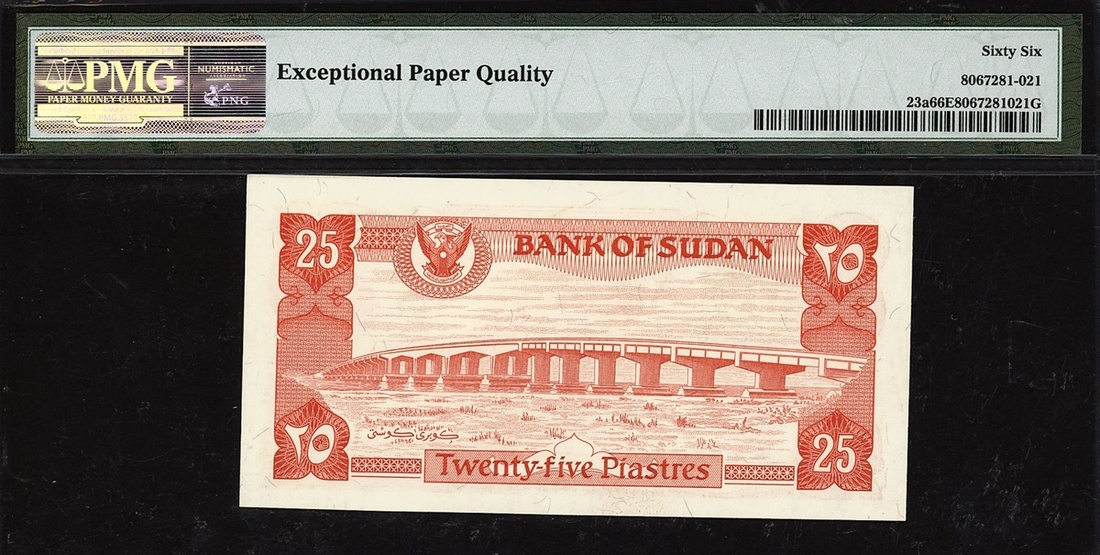 PMG
PAPER MONEY GUARANTY
NUMISMATIC
PNG
Exceptional Paper Quality
Sixty Six
8067281-021
23a66E8067281021G
25
BANK OF SUDAN
٢٥
كوبري كوستي
٢٥
Twenty-five Piastres
25